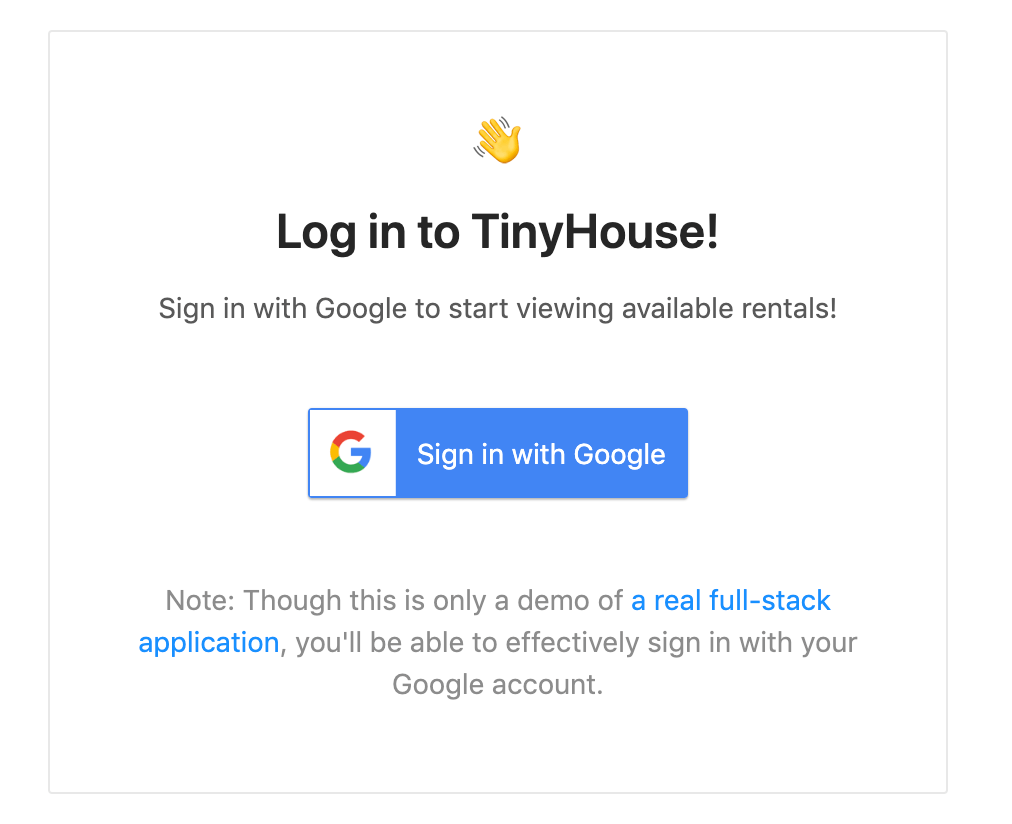 Log in to TinyHouse!
Sign in with Google to start viewing available rentals!
Sign in with Google
Note: Though this is only a demo of a real full-stack
application, you'll be able to effectively sign in with your
Google account.